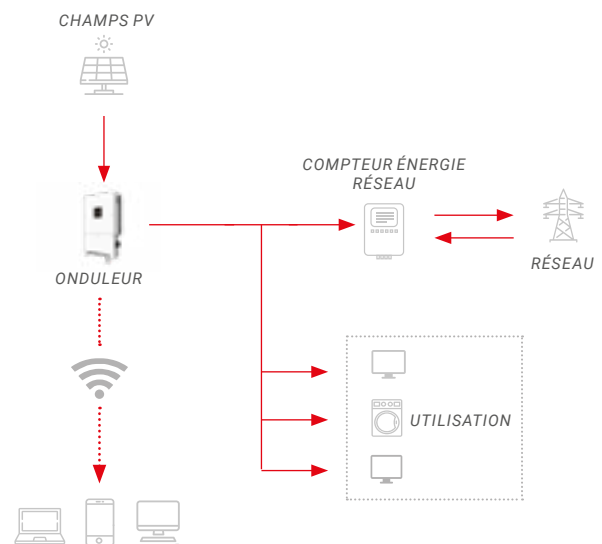 CHAMPS PV
COMPTEUR ÉNERGIE
RÉSEAU
RÉSEAU
ONDULEUR
UTILISATION